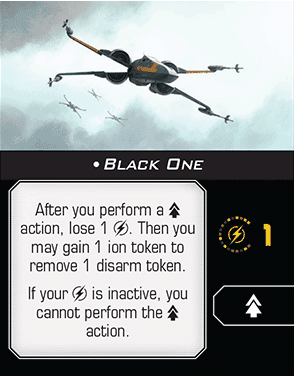 • Black One
After you perform a
action, lose 1 . Then you
may gain 1 ion token to
remove 1 disarm token.
If your is inactive, you
cannot perform the
action.
1